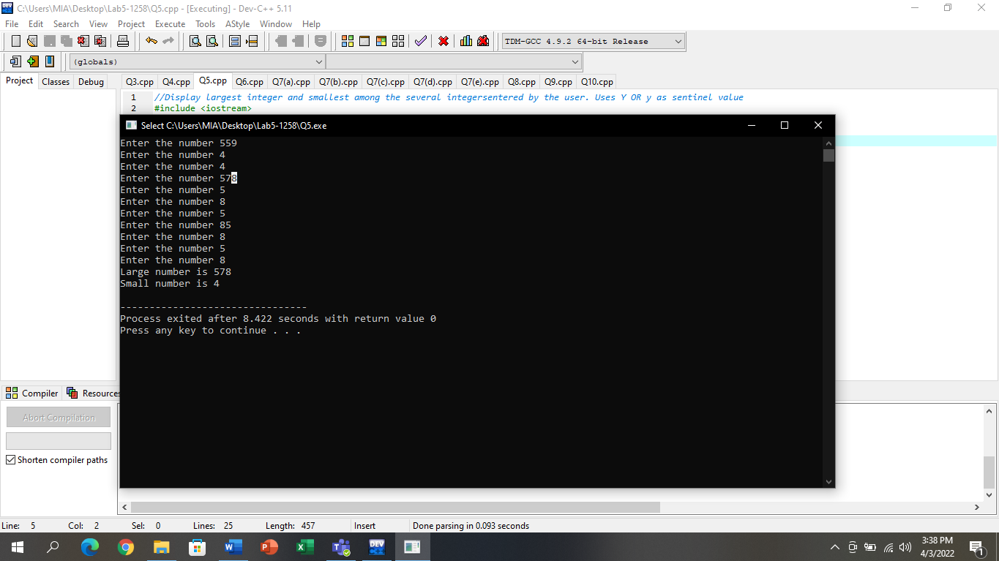 C:\Users\MIA\Desktop\Lab5-1258\Q5.cpp - [Executing] - Dev-C++ 5.11
File Edit Search View Project Execute Tools AStyle Window Help
TDM-GCC 4.9.2 64-bit Release
(globals)
Project Classes Debug Q3.cpp Q4.cpp Q5.cpp Q6.cpp Q7(a).cpp Q7(b).cpp Q7(c).cpp Q7(d).cpp Q7(e).cpp Q8.cpp Q9.cpp Q10.cpp
1 //Display largest integer and smallest among the several integersentered by the user. Uses Y OR y as sentinel value
2 #include <iostream>
Select C:\Users\MIA\Desktop\Lab5-1258\Q5.exe
Enter the number 559
Enter the number 4
Enter the number 4
Enter the number 578
Enter the number 5
Enter the number 8
Enter the number 5
Enter the number 85
Enter the number 8
Enter the number 5
Enter the number 8
Large number is 578
Small number is 4
--------------------------------
Process exited after 8.422 seconds with return value 0
Press any key to continue . . .
Compiler Resources
Abort Compilation
Shorten compiler paths
Line: 5 Col: 2 Sel: 0 Lines: 25 Length: 457 Insert Done parsing in 0.093 seconds
3:38 PM
4/3/2022
1